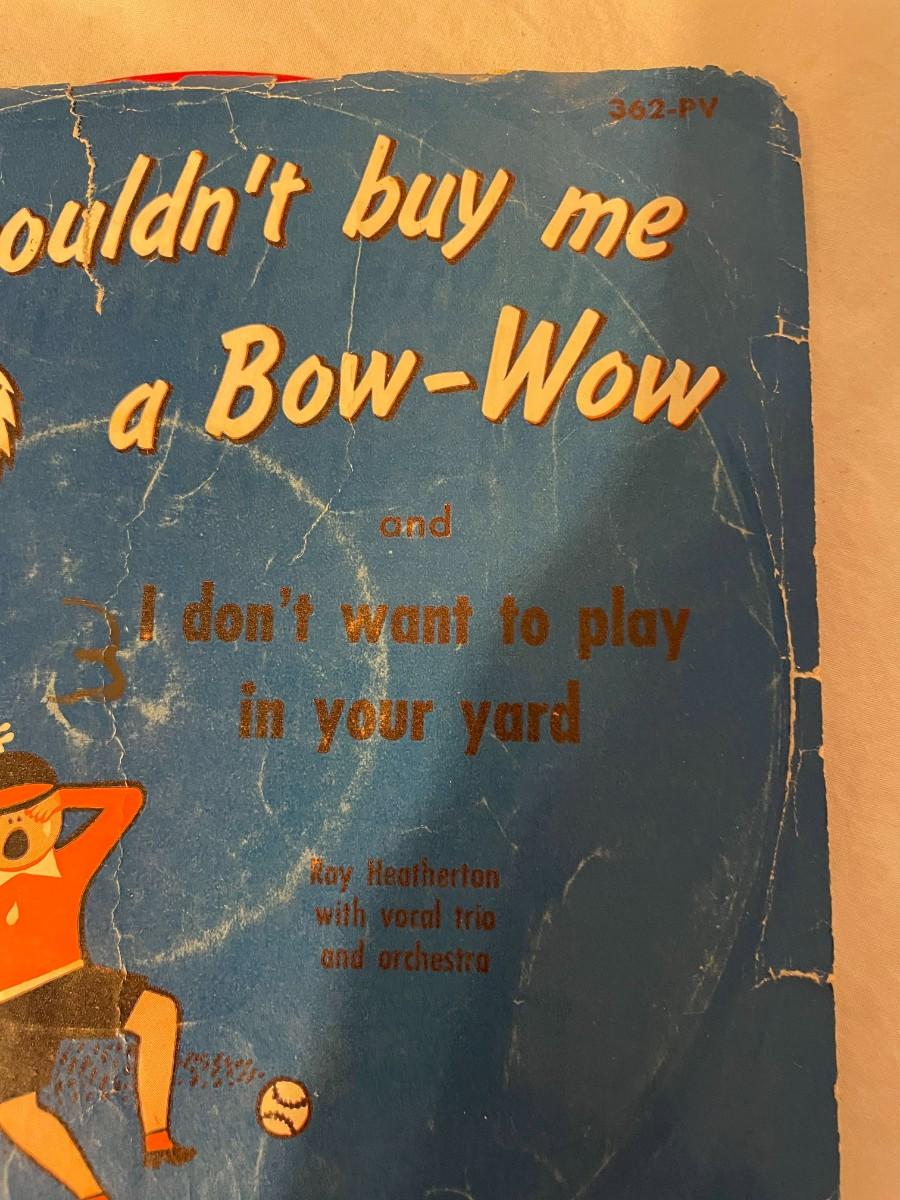 362-PV
ouldn't buy me
a Bow-Wow
and
I don't want to play
in your yard
Ray Heatherton
with vocal trio
and orchestra